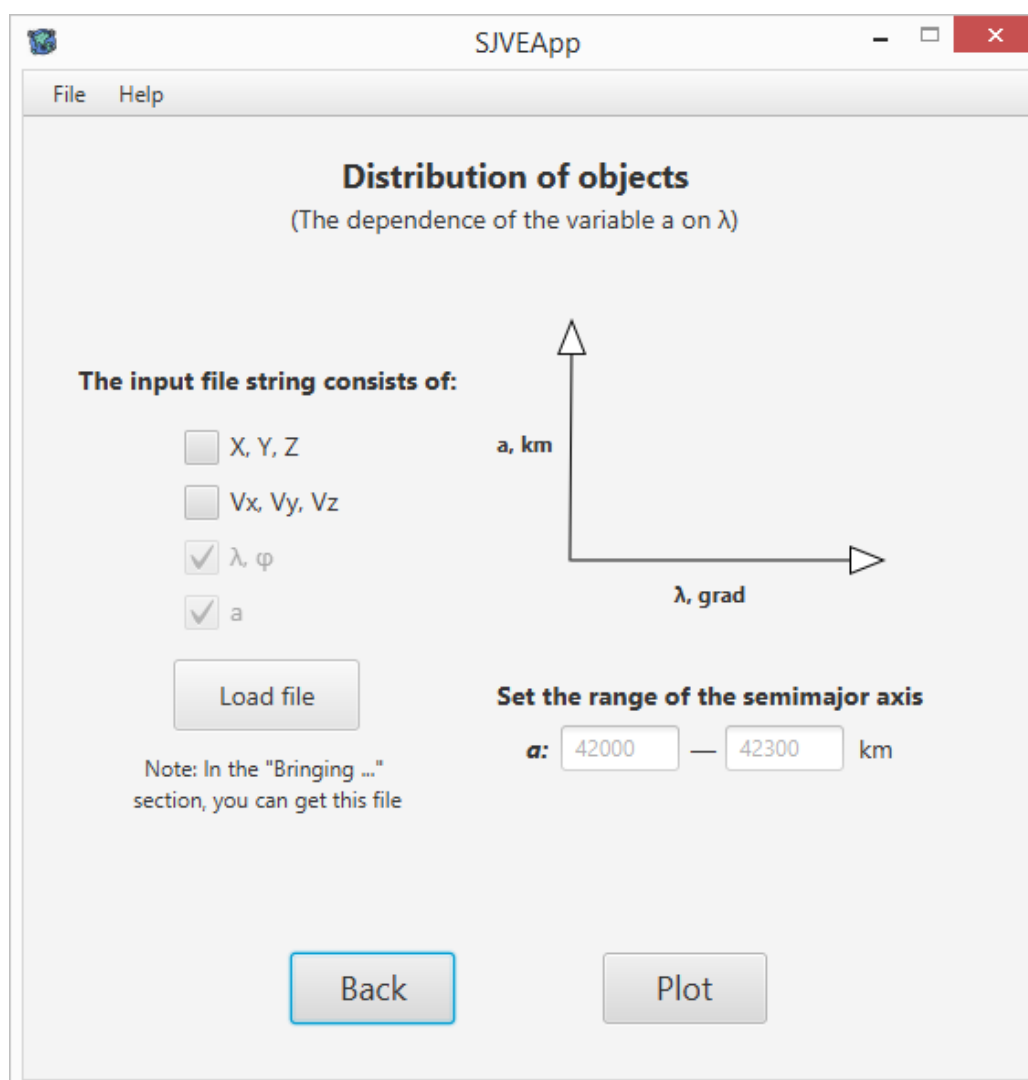 SJVEApp
File Help
Distribution of objects
(The dependence of the variable a on λ)
The input file string consists of:
X, Y, Z
Vx, Vy, Vz
λ, φ
a
Load file
Note: In the "Bringing ..."
section, you can get this file
a, km
λ, grad
Set the range of the semimajor axis
a: 42000 — 42300 km
Back Plot